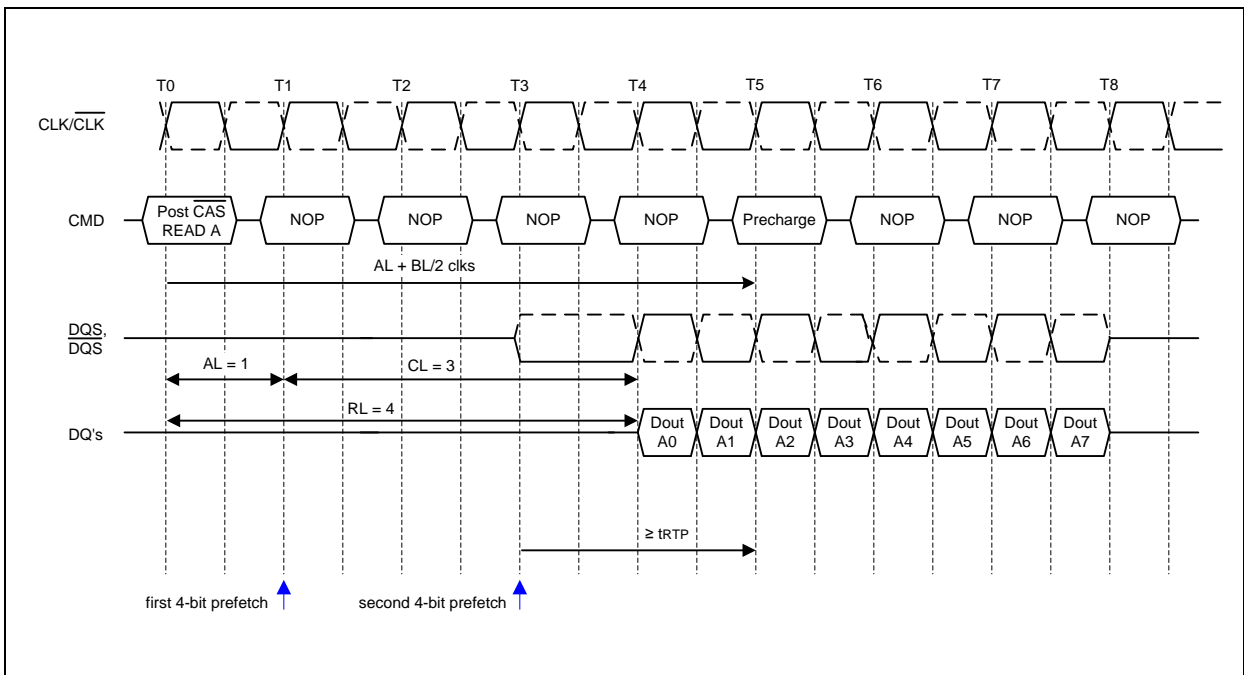 T0 T1 T2 T3 T4 T5 T6 T7 T8
CLK/CLK
CMD
Post CAS
READ A
NOP NOP NOP NOP Precharge NOP NOP NOP
AL + BL/2 clks
DQS,
DQS
AL = 1
CL = 3
RL = 4
DQ's
Dout Dout Dout Dout Dout Dout Dout Dout
A0 A1 A2 A3 A4 A5 A6 A7
≥ tRTP
first 4-bit prefetch
second 4-bit prefetch